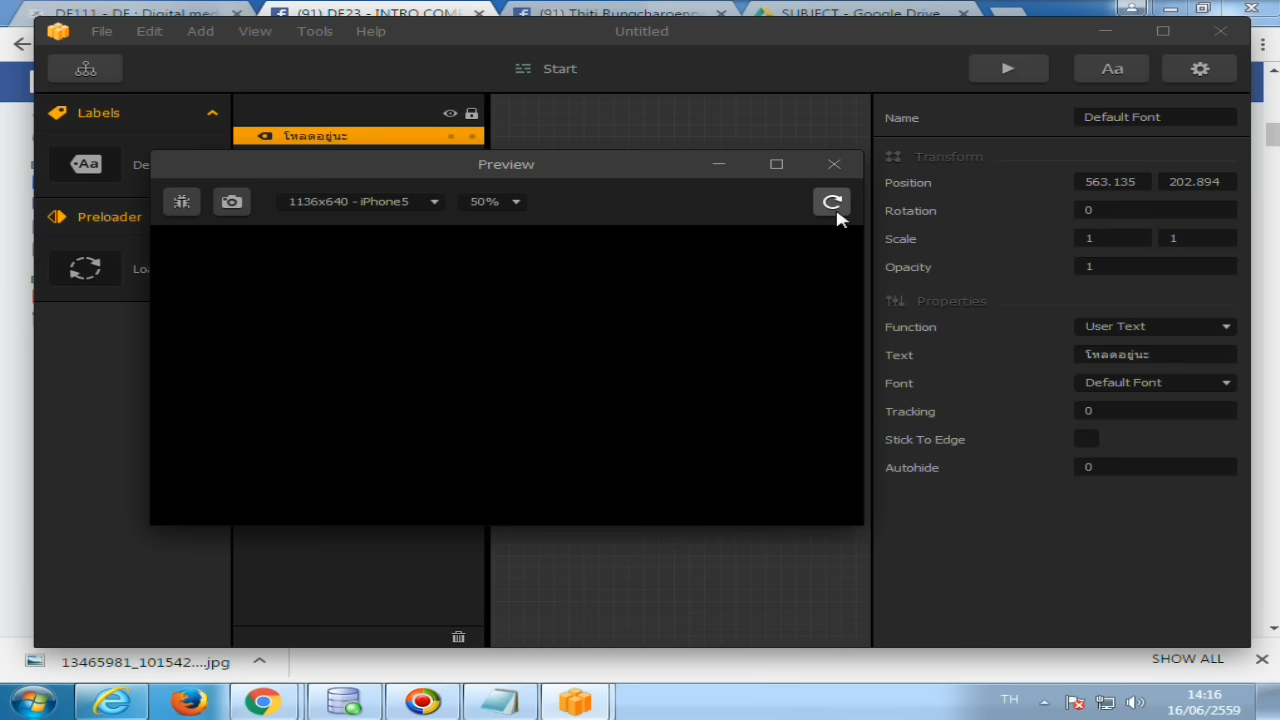 DF111 - DF : Digital med
(91) DF23 - INTRO COM
(91) Thiti Rungcharoenp
SUBJECT - Google Drive
File Edit Add View Tools Help
Untitled
Start
Aa
Labels
โหลดอยู่นะ
Aa
De
Preloader
Loa
Preview
1136x640 - iPhone5
50%
Name
Default Font
Transform
Position
563.135
202.894
Rotation
0
Scale
1
1
Opacity
1
Properties
Function
User Text
Text
โหลดอยู่นะ
Font
Default Font
Tracking
0
Stick To Edge
Autohide
0
13465981_101542....jpg
SHOW ALL
TH
14:16
16/06/2559